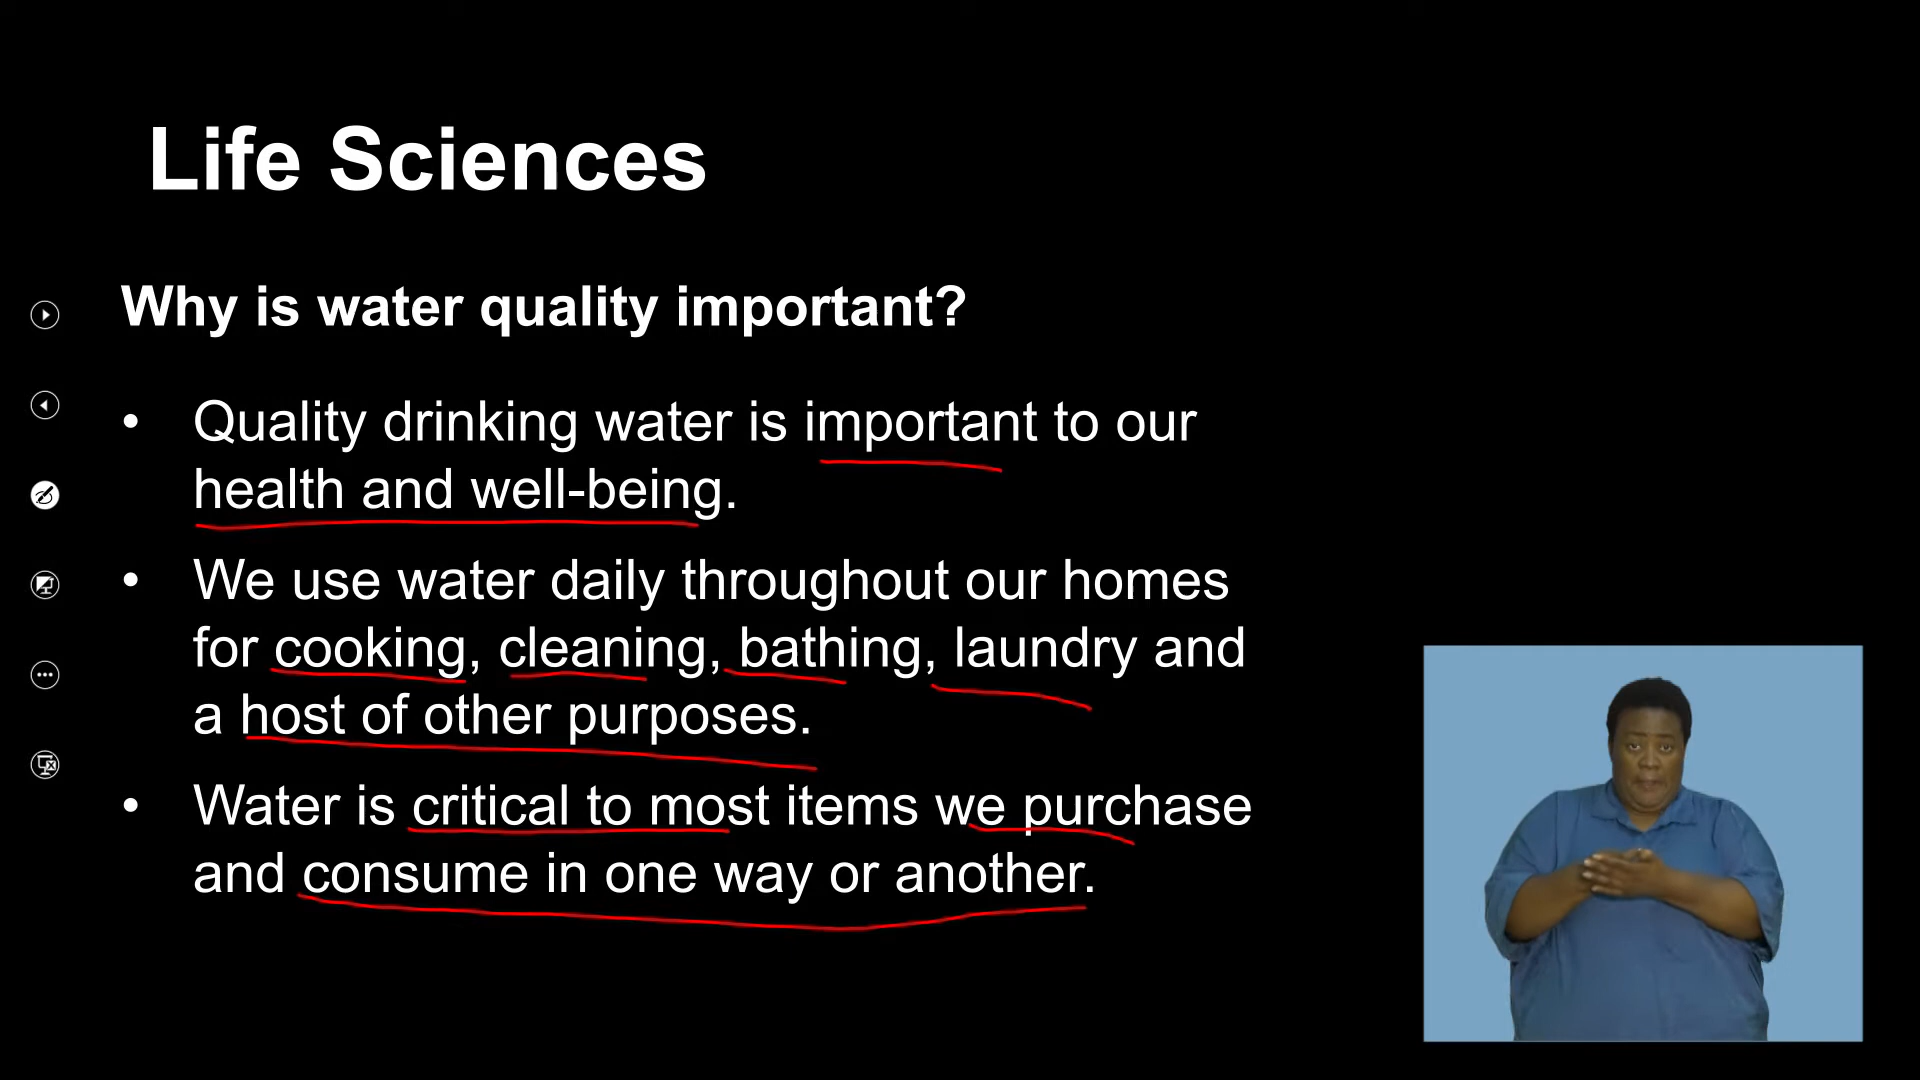 Life Sciences
Why is water quality important?
• Quality drinking water is important to our
health and well-being.
• We use water daily throughout our homes
for cooking, cleaning, bathing, laundry and
a host of other purposes.
• Water is critical to most items we purchase
and consume in one way or another.